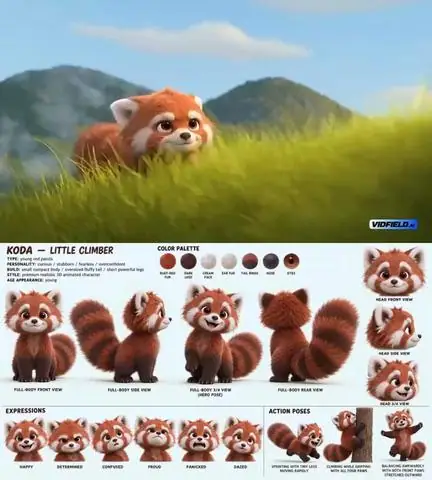 VIDFIELD.AI
KODA — LITTLE CLIMBER
TYPE: young red panda
PERSONALITY: curious / stubborn / fearless / overconfident
BUILD: small compact body / oversized fluffy tail / short powerful legs
STYLE: premium realistic 3D animated character
AGE APPEARANCE: young
COLOR PALETTE
RUST-RED FUR
DARK LEGS
CREAM FACE
EAR FUR
TAIL RINGS
NOSE
EYES
HEAD FRONT VIEW
HEAD SIDE VIEW
HEAD 3/4 VIEW
FULL-BODY FRONT VIEW
FULL-BODY SIDE VIEW
FULL-BODY 3/4 VIEW
(HERO POSE)
FULL-BODY REAR VIEW
EXPRESSIONS
HAPPY
DETERMINED
CONFUSED
PROUD
PANICKED
DAZED
ACTION POSES
SPRINTING WITH TINY LEGS
MOVING RAPIDLY
CLIMBING WHILE GRIPPING
WITH ALL FOUR PAWS
BALANCING AWKWARDLY
WITH BOTH FRONT PAWS
STRETCHED OUTWARD